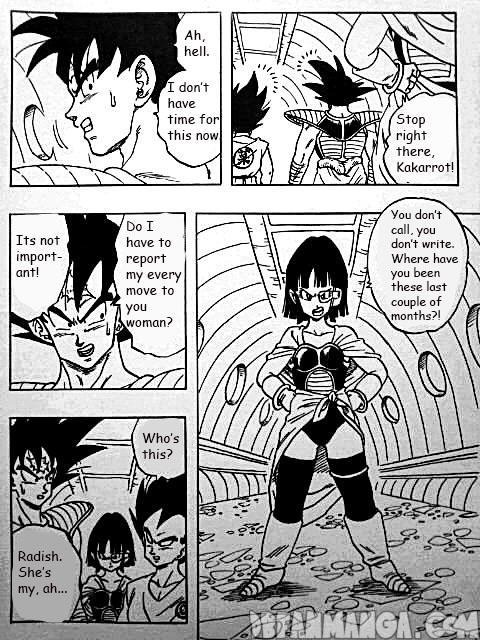 Stop
right
there,
Kakarrot!
Ah,
hell.
I don't
have
time for
this now
You don't
call, you
don't write.
Where have
you been
these last
couple of
months?!
Do I
have to
report
my every
move to
you
woman?
Its not
import-
ant!
Who's
this?
Radish.
She's
my, ah...